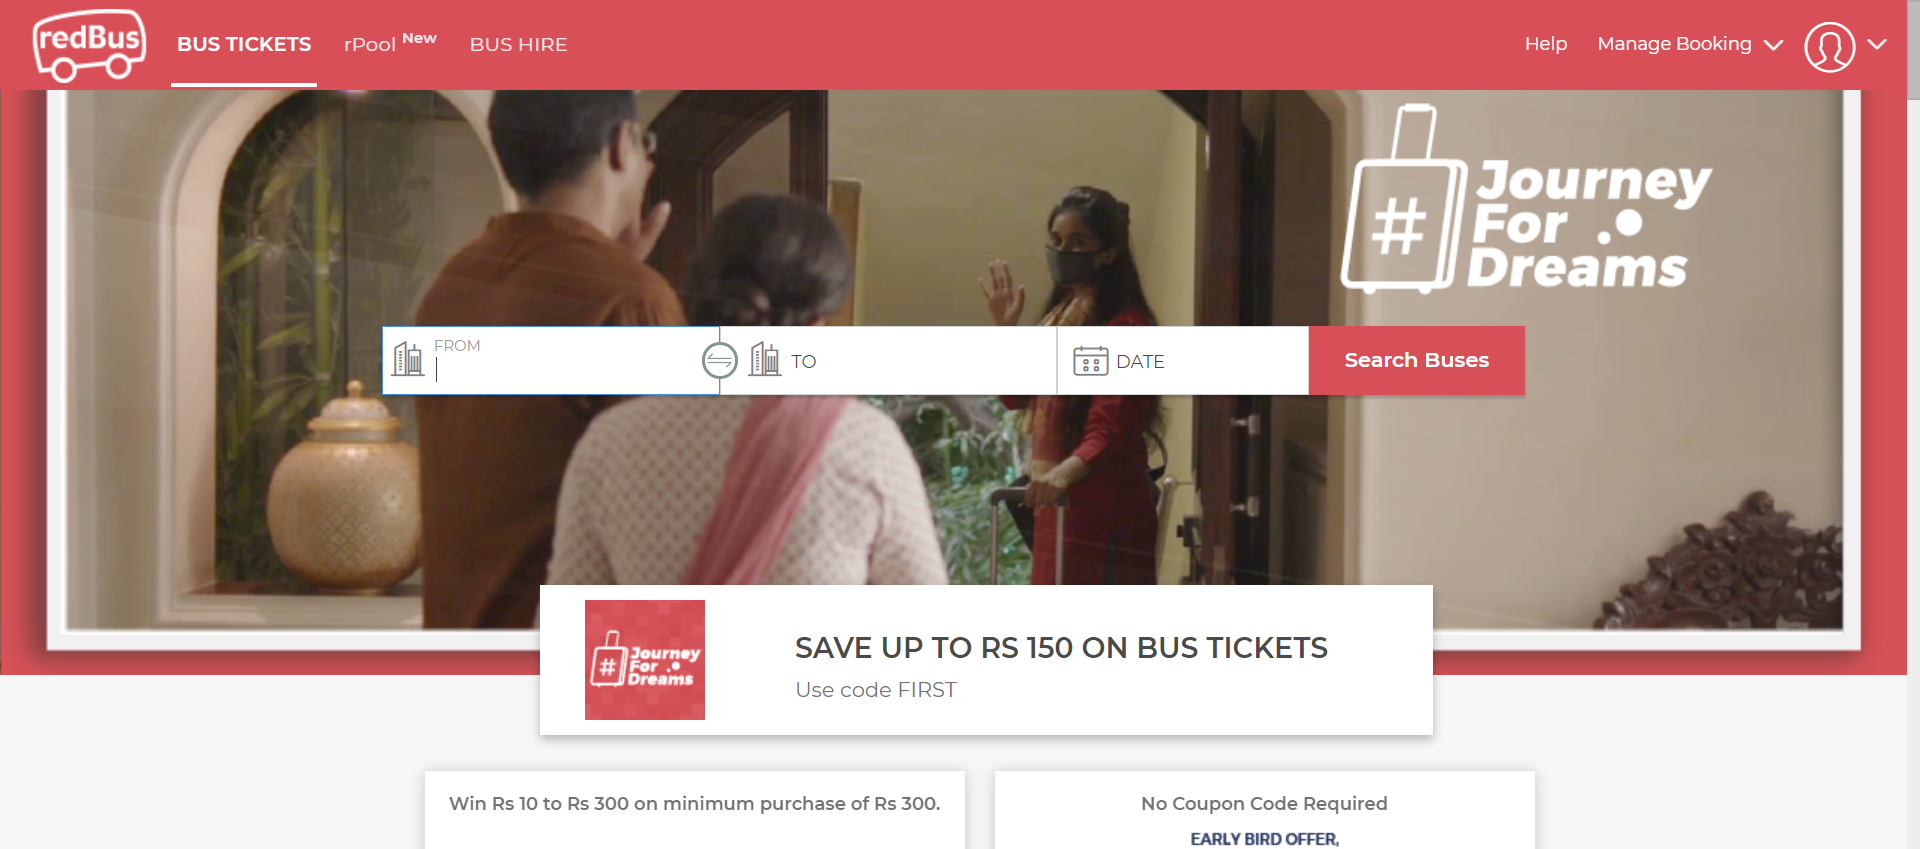 redBus
BUS TICKETS
rPool New
BUS HIRE
Help
Manage Booking
# Journey
For
Dreams
FROM
TO
DATE
Search Buses
# Journey
For
Dreams
SAVE UP TO RS 150 ON BUS TICKETS
Use code FIRST
Win Rs 10 to Rs 300 on minimum purchase of Rs 300.
No Coupon Code Required
EARLY BIRD OFFER,